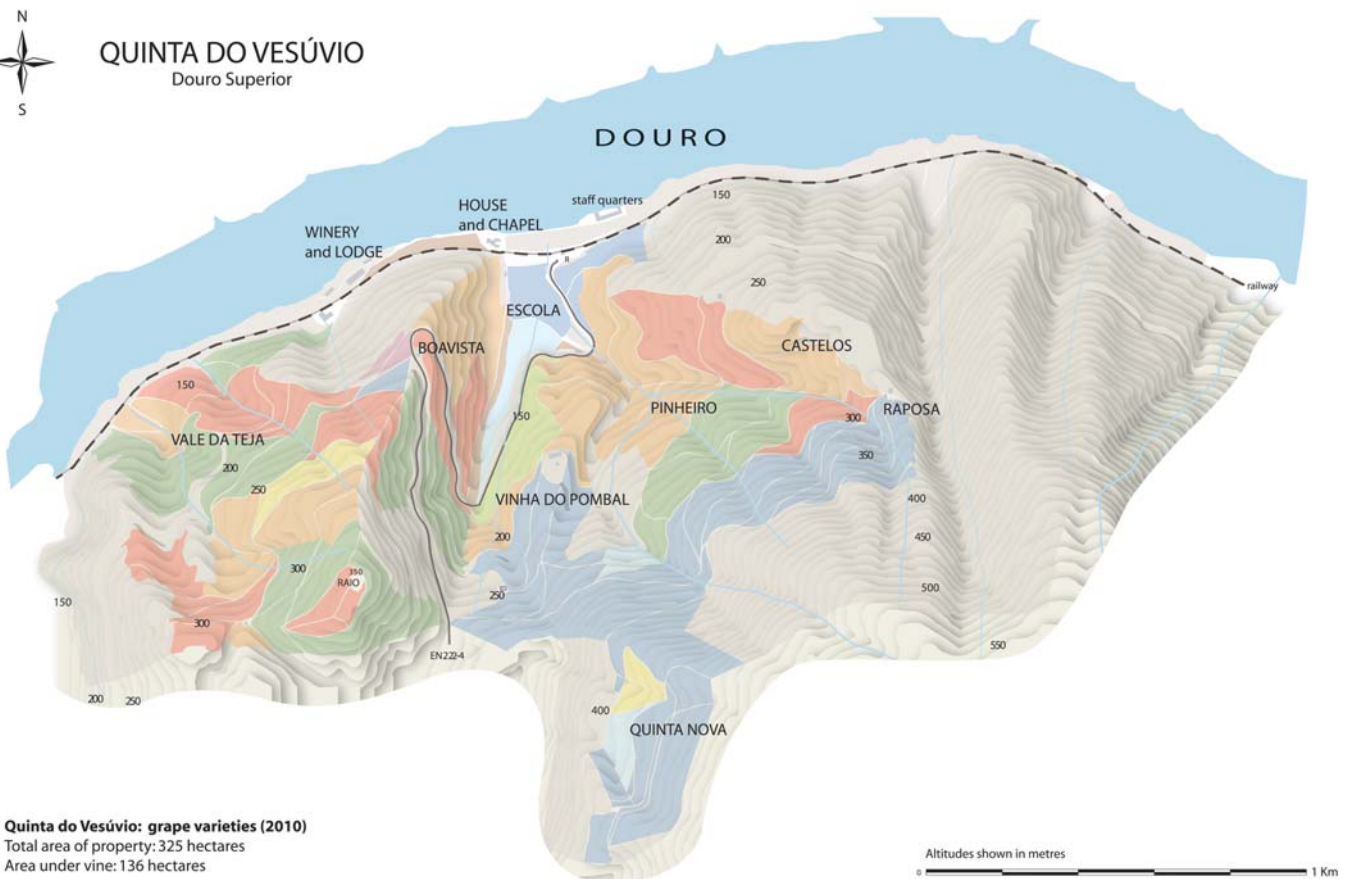 N
S
QUINTA DO VESÚVIO
Douro Superior
DOURO
staff quarters
HOUSE
and CHAPEL
WINERY
and LODGE
150
200
250
R
railway
ESCOLA
BOAVISTA
CASTELOS
150
150
PINHEIRO
300
RAPOSA
VALE DA TEJA
200
350
250
VINHA DO POMBAL
400
200
450
300
350
RAIO
250
500
150
300
EN222-4
550
200
250
400
QUINTA NOVA
Quinta do Vesúvio: grape varieties (2010)
Total area of property: 325 hectares
Area under vine: 136 hectares
Altitudes shown in metres
0
1 Km